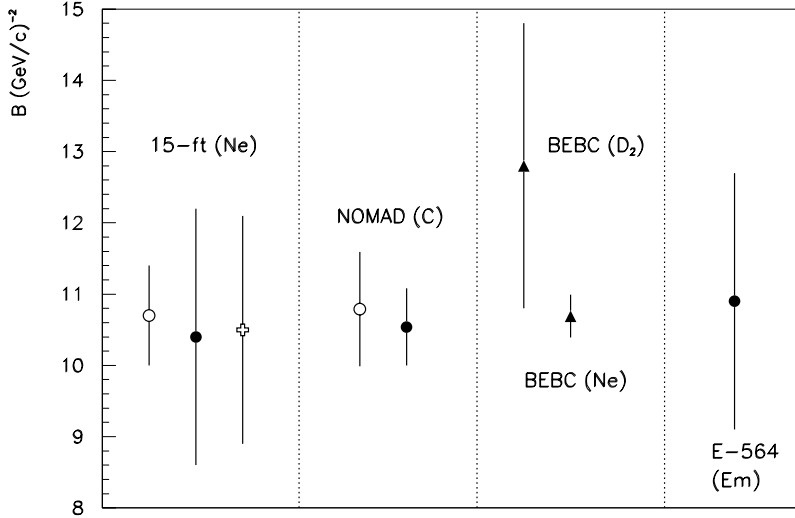 B (GeV/c)⁻²
15
14
13
12
11
10
9
8
15-ft (Ne)
NOMAD (C)
BEBC (D₂)
BEBC (Ne)
E-564
(Em)